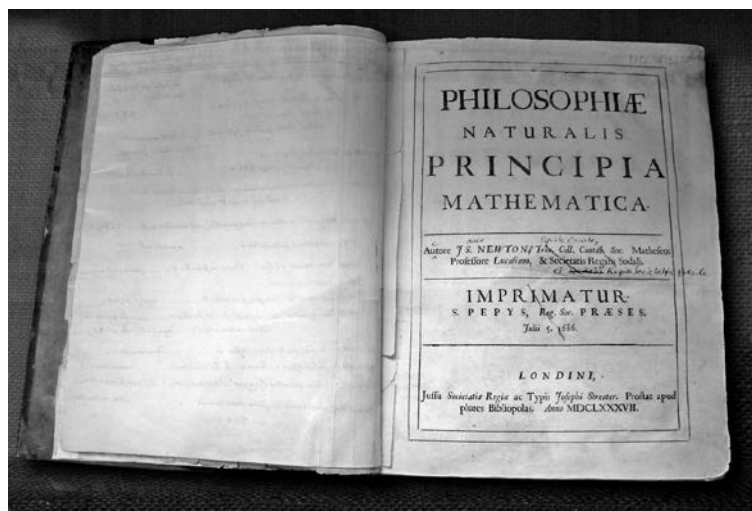 PHILOSOPHIÆ
NATURALIS
PRINCIPIA
MATHEMATICA.
Autore JS. NEWTON, Trin. Coll. Cantab. Soc. Matheseos
Professore Lucasiano, & Societatis Regalis Sodali.
IMPRIMATUR.
S. PEPYS, Reg. Soc. PRÆSES.
Julii 5. 1686.
LONDINI,
Jussu Societatis Regiæ ac Typis Josephi Streater. Prostat apud
plures Bibliopolas. Anno MDCLXXXVII.